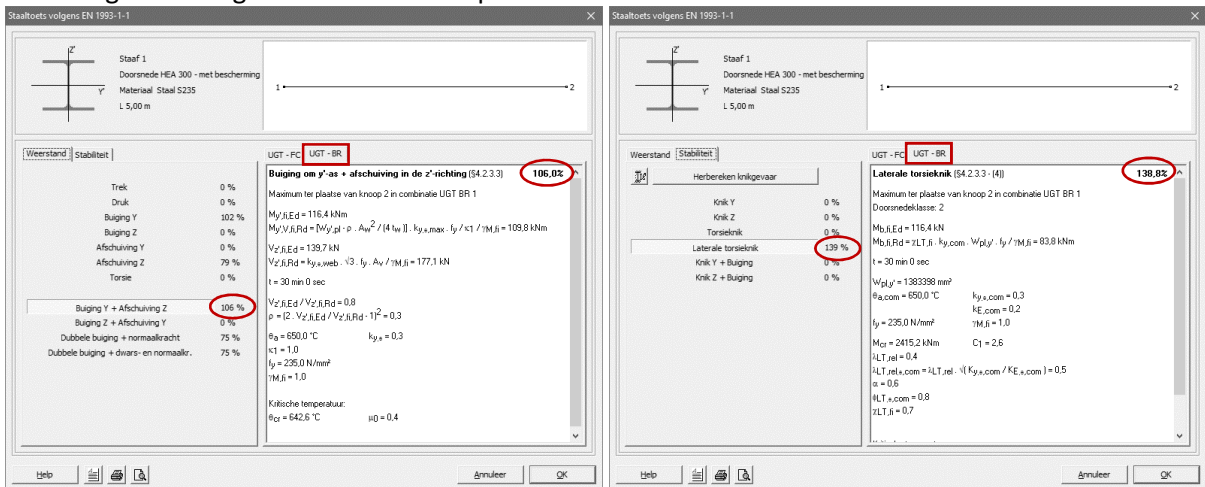 Staaltoets volgens EN 1993-1-1
Z'
Y'
Staaf 1
Doorsnede HEA 300 - met bescherming
Materiaal Staal S235
L 5,00 m
1
2
Weerstand
Stabiliteit
Trek 0 %
Druk 0 %
Buiging Y 102 %
Buiging Z 0 %
Afschuiving Y 0 %
Afschuiving Z 79 %
Torsie 0 %
Buiging Y + Afschuiving Z 106 %
Buiging Z + Afschuiving Y 0 %
Dubbele buiging + normaalkracht 75 %
Dubbele buiging + dwars- en normaalkr. 75 %
UGT - FC
UGT - BR
Buiging om y'-as + afschuiving in de z'-richting (§4.2.3.3) 106,0%
Maximum ter plaatse van knoop 2 in combinatie UGT BR 1
My',fi,Ed = 116,4 kNm
My',V,fi,Rd = [Wy',pl - ρ . Aw² / (4 tw )] . ky,θ,max . fy / κ1 / γM,fi = 109,8 kNm
Vz',fi,Ed = 139,7 kN
Vz',fi,Rd = ky,θ,web . √3 . fy . Av / γM,fi = 177,1 kN
t = 30 min 0 sec
Vz',fi,Ed / Vz',fi,Rd = 0,8
ρ = (2 . Vz',fi,Ed / Vz',fi,Rd - 1)² = 0,3
θa = 650,0 °C ky,θ = 0,3
κ1 = 1,0
fy = 235,0 N/mm²
γM,fi = 1,0
Kritische temperatuur:
θcr = 642,6 °C μ0 = 0,4
Help
Annuleer
OK
Staaltoets volgens EN 1993-1-1
Z'
Y'
Staaf 1
Doorsnede HEA 300 - met bescherming
Materiaal Staal S235
L 5,00 m
1
2
Weerstand
Stabiliteit
Herbereken knikgevaar
Knik Y 0 %
Knik Z 0 %
Torsieknik 0 %
Laterale torsieknik 139 %
Knik Y + Buiging 0 %
Knik Z + Buiging 0 %
UGT - FC
UGT - BR
Laterale torsieknik (§4.2.3.3 - (4)) 138,8%
Maximum ter plaatse van knoop 2 in combinatie UGT BR 1
Doorsnedeklasse: 2
Mb,fi,Ed = 116,4 kN
Mb,fi,Rd = χLT,fi . ky,com . Wpl,y' . fy / γM,fi = 83,8 kNm
t = 30 min 0 sec
Wpl,y' = 1383398 mm³
θa,com = 650,0 °C ky,θ,com = 0,3
kE,com = 0,2
fy = 235,0 N/mm² γM,fi = 1,0
Mcr = 2415,2 kNm C1 = 2,6
λLT,rel = 0,4
λLT,rel,θ,com = λLT,rel . √( Ky,θ,com / KE,θ,com ) = 0,5
α = 0,6
ϕLT,θ,com = 0,8
χLT,fi = 0,7
Help
Annuleer
OK